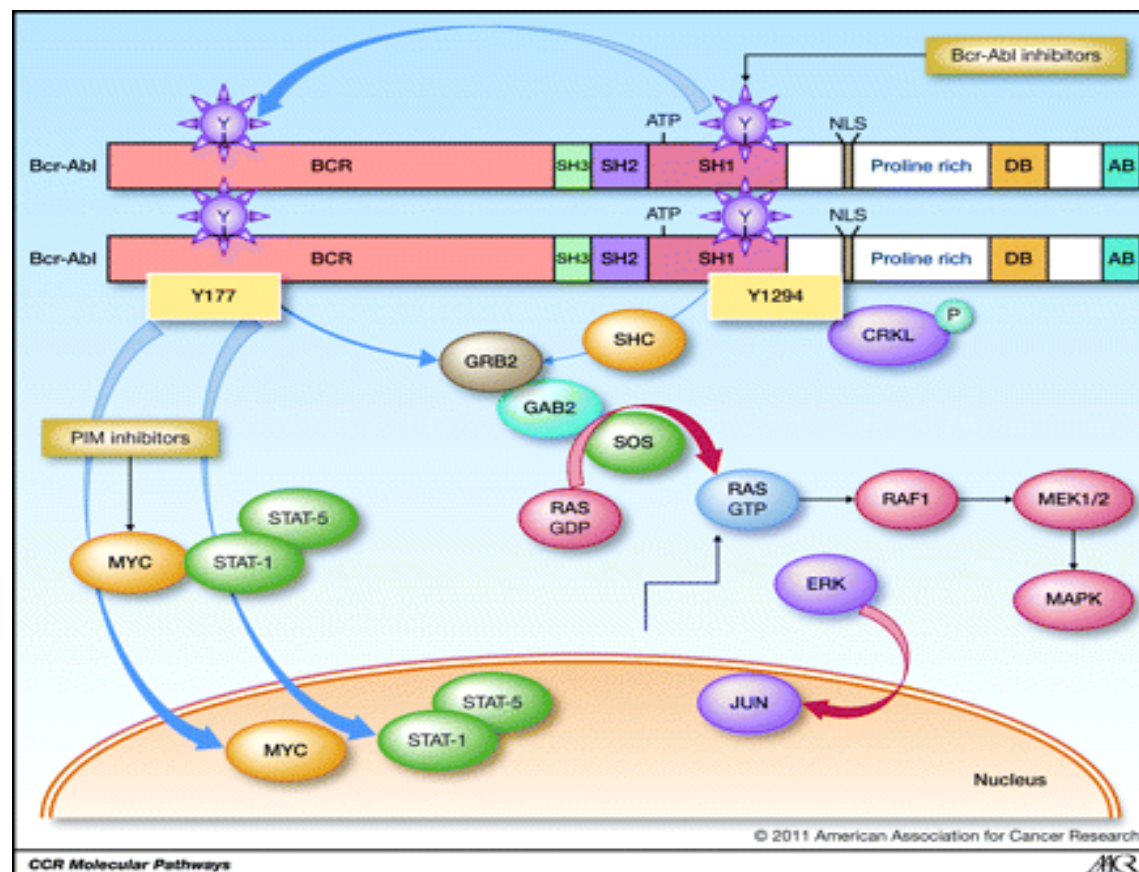 Bcr-Abl inhibitors
Y
Y
ATP
NLS
Bcr-Abl
BCR
SH3
SH2
SH1
Proline rich
DB
AB
Y
Y
ATP
NLS
Bcr-Abl
BCR
SH3
SH2
SH1
Proline rich
DB
AB
Y177
Y1294
P
CRKL
SHC
GRB2
GAB2
SOS
PIM inhibitors
RAS
GDP
RAS
GTP
RAF1
MEK1/2
STAT-5
MYC
STAT-1
ERK
MAPK
STAT-5
JUN
MYC
STAT-1
Nucleus
© 2011 American Association for Cancer Research
CCR Molecular Pathways
AACR